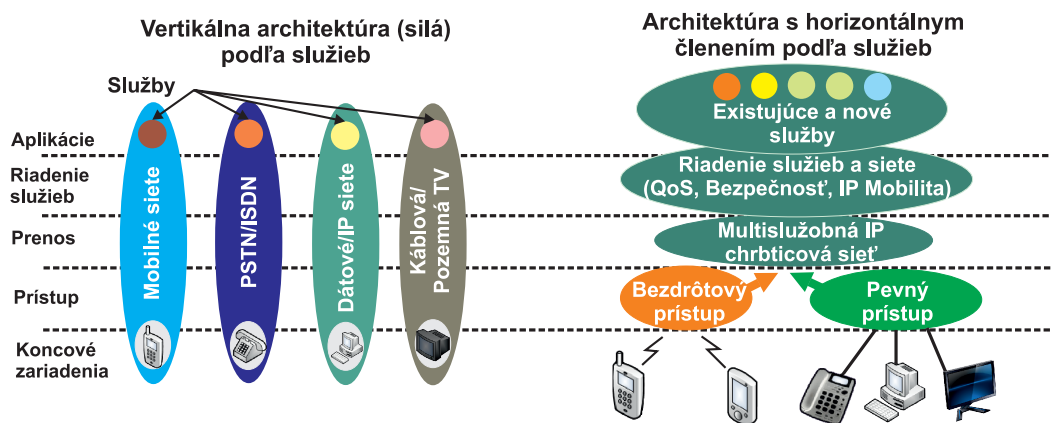 Vertikálna architektúra (silá)
podľa služieb
Služby
Aplikácie
Riadenie
služieb
Prenos
Prístup
Koncové
zariadenia
Mobilné siete
PSTN/ISDN
Dátové/IP siete
Káblová/
Pozemná TV
Architektúra s horizontálnym
členením podľa služieb
Existujúce a nové
služby
Riadenie služieb a siete
(QoS, Bezpečnosť, IP Mobilita)
Multislužobná IP
chrbticová sieť
Bezdrôtový
prístup
Pevný
prístup